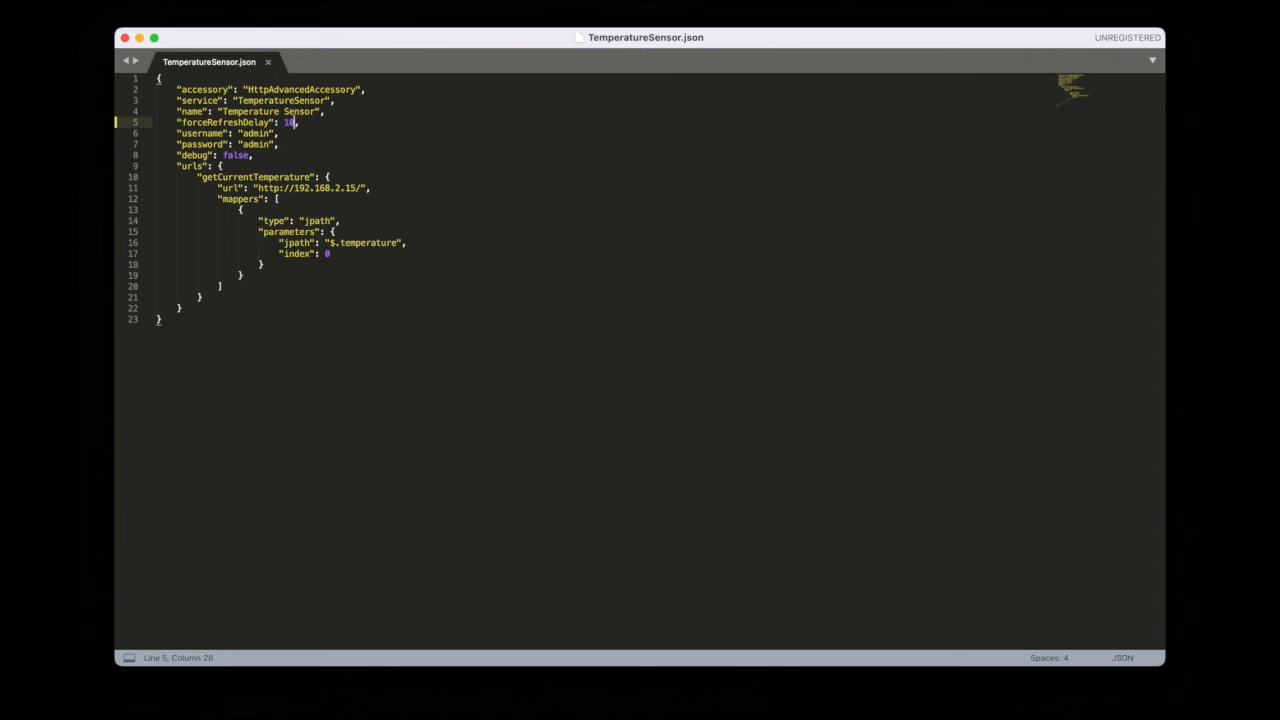 TemperatureSensor.json
UNREGISTERED
TemperatureSensor.json ×
1 {
2 "accessory": "HttpAdvancedAccessory",
3 "service": "TemperatureSensor",
4 "name": "Temperature Sensor",
5 "forceRefreshDelay": 10,
6 "username": "admin",
7 "password": "admin",
8 "debug": false,
9 "urls": {
10 "getCurrentTemperature": {
11 "url": "http://192.168.2.15/",
12 "mappers": [
13 {
14 "type": "jpath",
15 "parameters": {
16 "jpath": "$.temperature",
17 "index": 0
18 }
19 }
20 ]
21 }
22 }
23 }
Line 5, Column 28
Spaces: 4
JSON